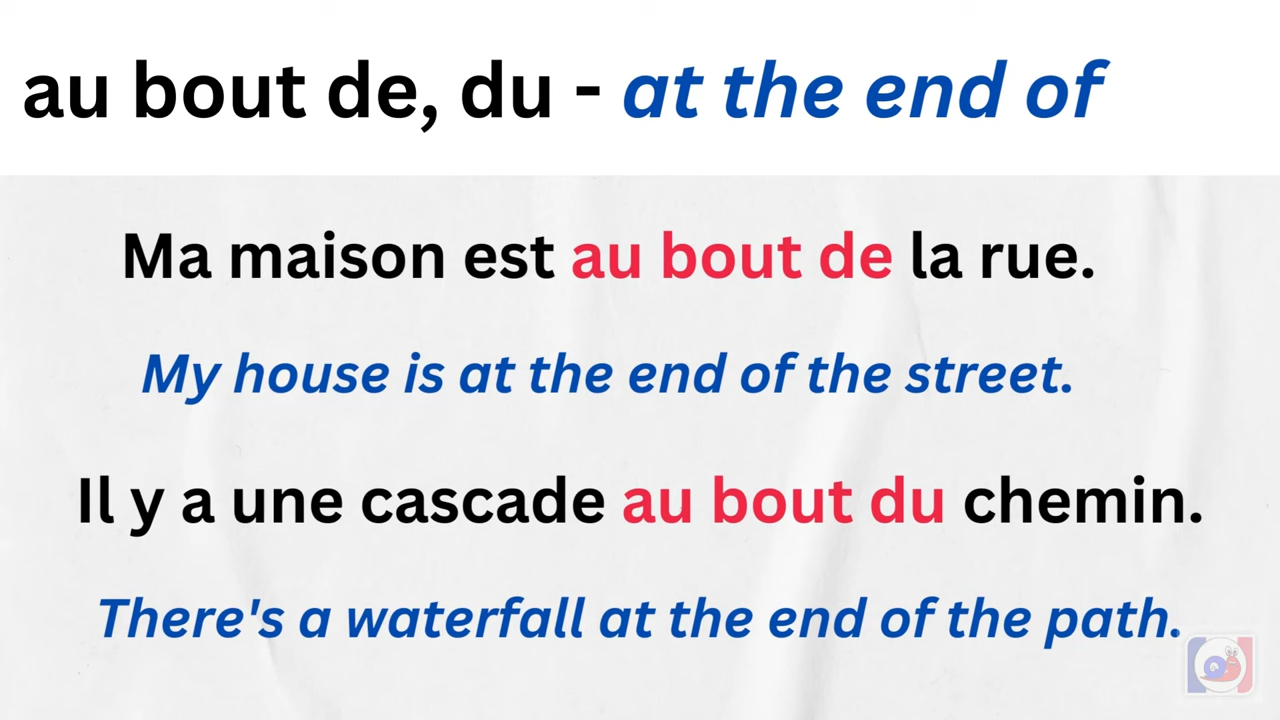 au bout de, du - at the end of
Ma maison est au bout de la rue.
My house is at the end of the street.
Il y a une cascade au bout du chemin.
There's a waterfall at the end of the path.